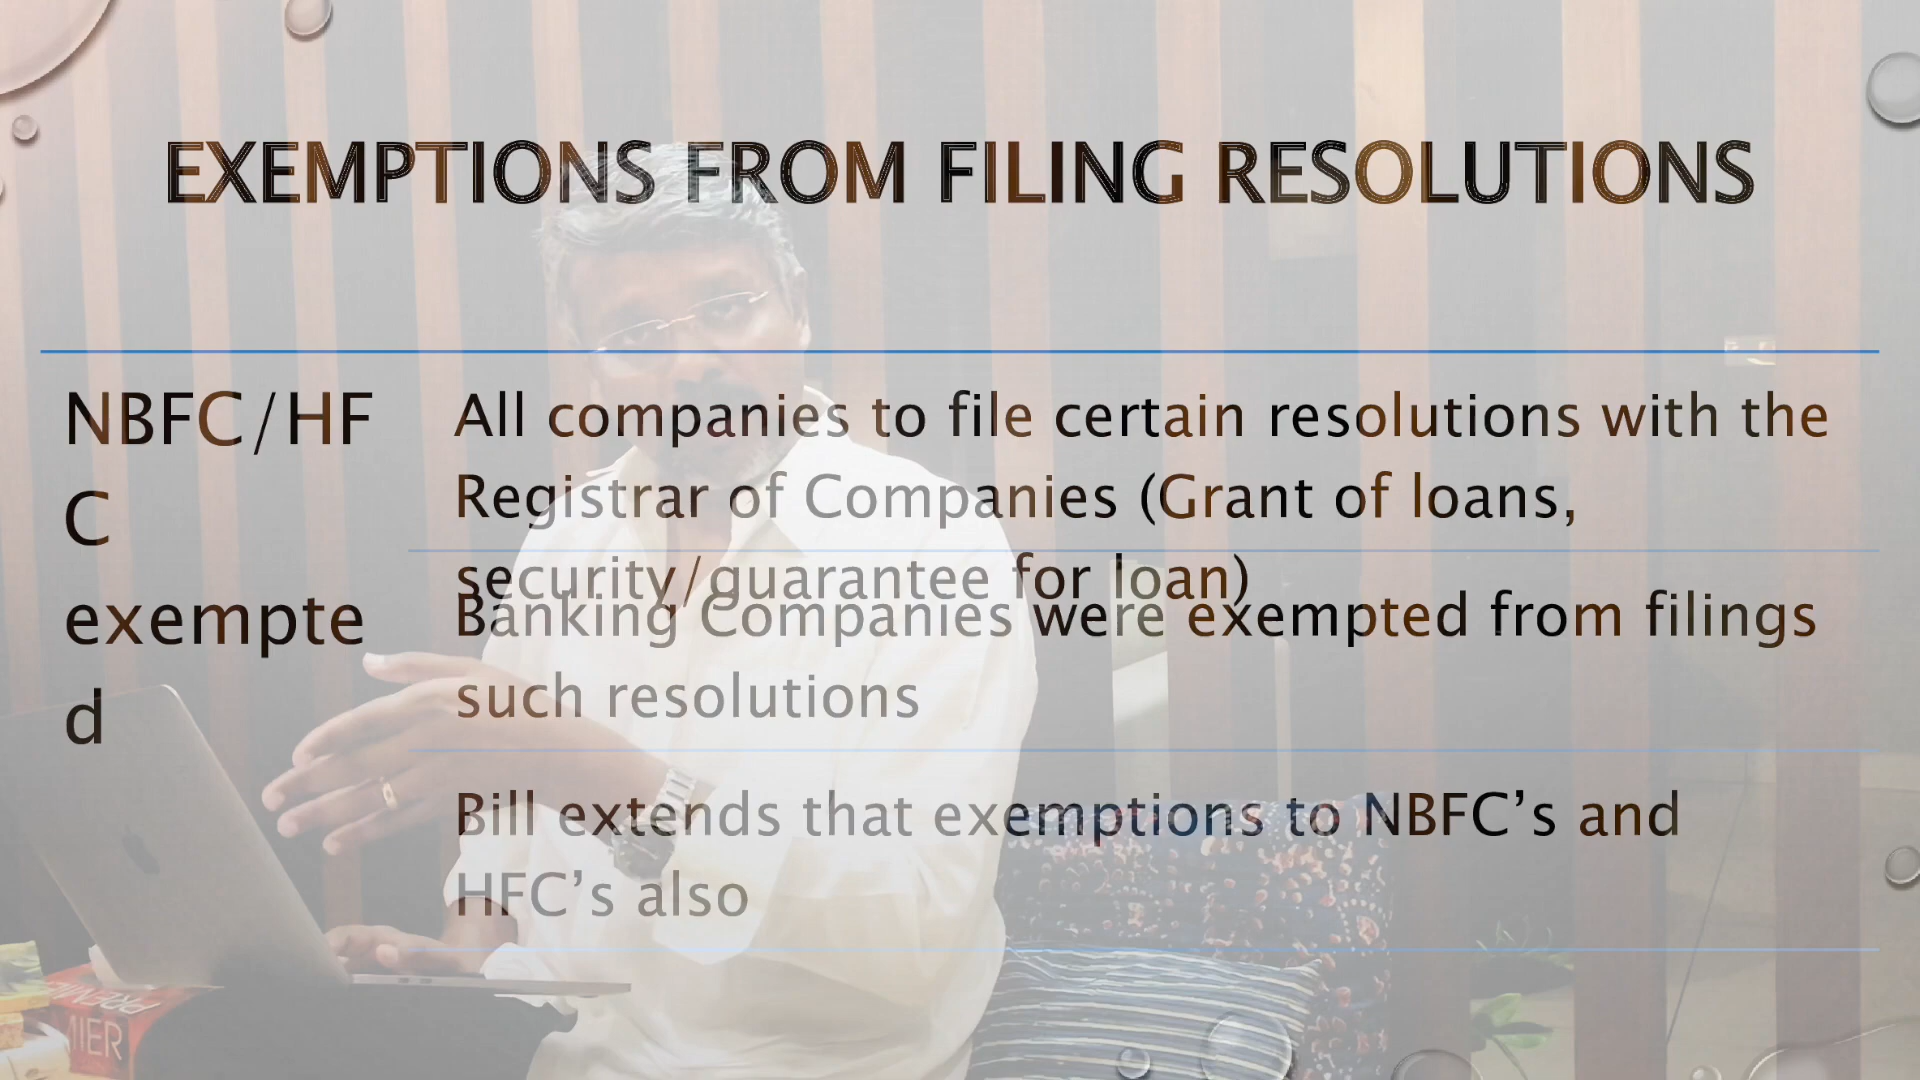 EXEMPTIONS FROM FILING RESOLUTIONS
NBFC/HF
C
exempte
d
All companies to file certain resolutions with the
Registrar of Companies (Grant of loans,
security/guarantee for loan)
Banking Companies were exempted from filings
such resolutions
Bill extends that exemptions to NBFC’s and
HFC’s also
PREMIER
MIER